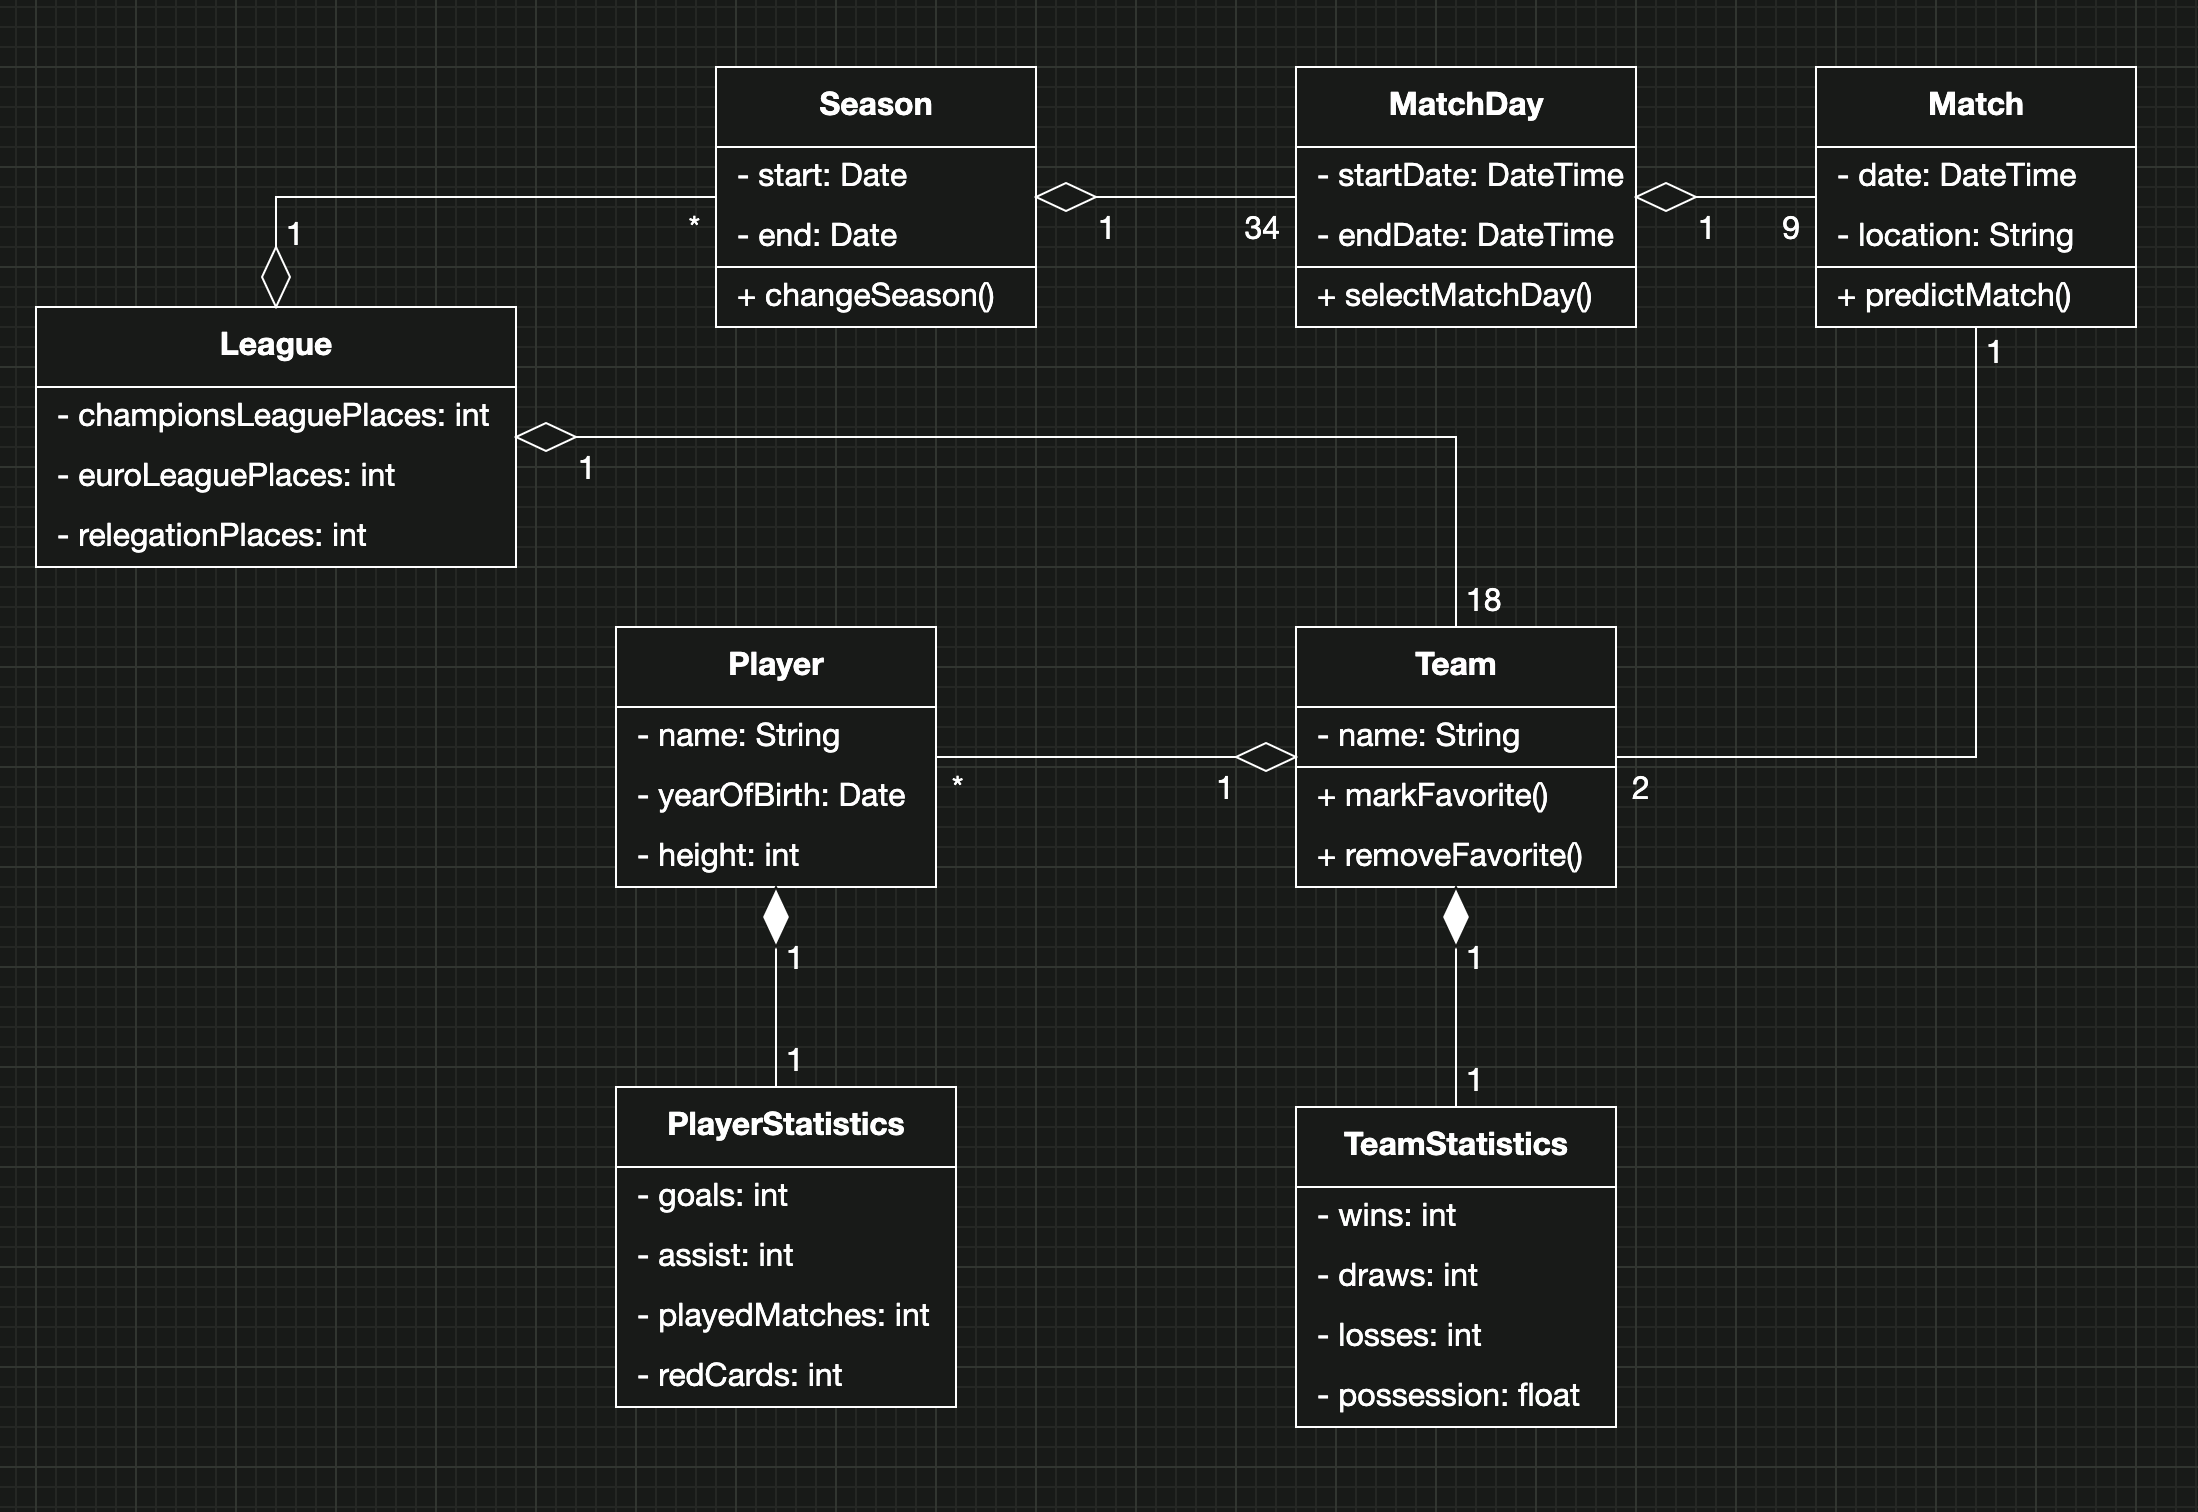 Season
- start: Date
- end: Date
+ changeSeason()
MatchDay
- startDate: DateTime
- endDate: DateTime
+ selectMatchDay()
Match
- date: DateTime
- location: String
+ predictMatch()
1
*
1
34
1
9
1
League
- championsLeaguePlaces: int
- euroLeaguePlaces: int
- relegationPlaces: int
1
18
Player
- name: String
- yearOfBirth: Date
- height: int
*
1
Team
- name: String
+ markFavorite()
+ removeFavorite()
2
1
1
1
1
PlayerStatistics
- goals: int
- assist: int
- playedMatches: int
- redCards: int
TeamStatistics
- wins: int
- draws: int
- losses: int
- possession: float